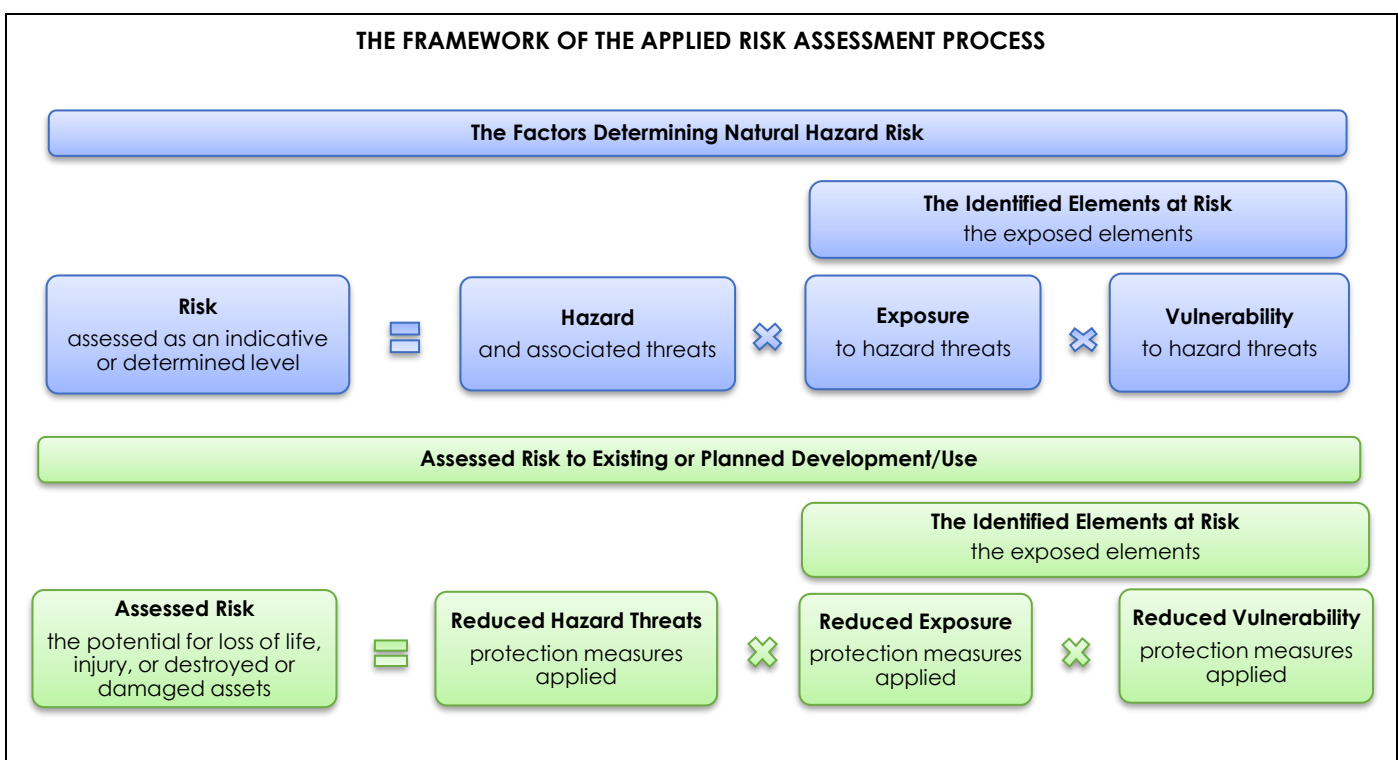 THE FRAMEWORK OF THE APPLIED RISK ASSESSMENT PROCESS
The Factors Determining Natural Hazard Risk
The Identified Elements at Risk
the exposed elements
Risk
assessed as an indicative
or determined level
Hazard
and associated threats
Exposure
to hazard threats
Vulnerability
to hazard threats
Assessed Risk to Existing or Planned Development/Use
The Identified Elements at Risk
the exposed elements
Assessed Risk
the potential for loss of life,
injury, or destroyed or
damaged assets
Reduced Hazard Threats
protection measures
applied
Reduced Exposure
protection measures
applied
Reduced Vulnerability
protection measures
applied